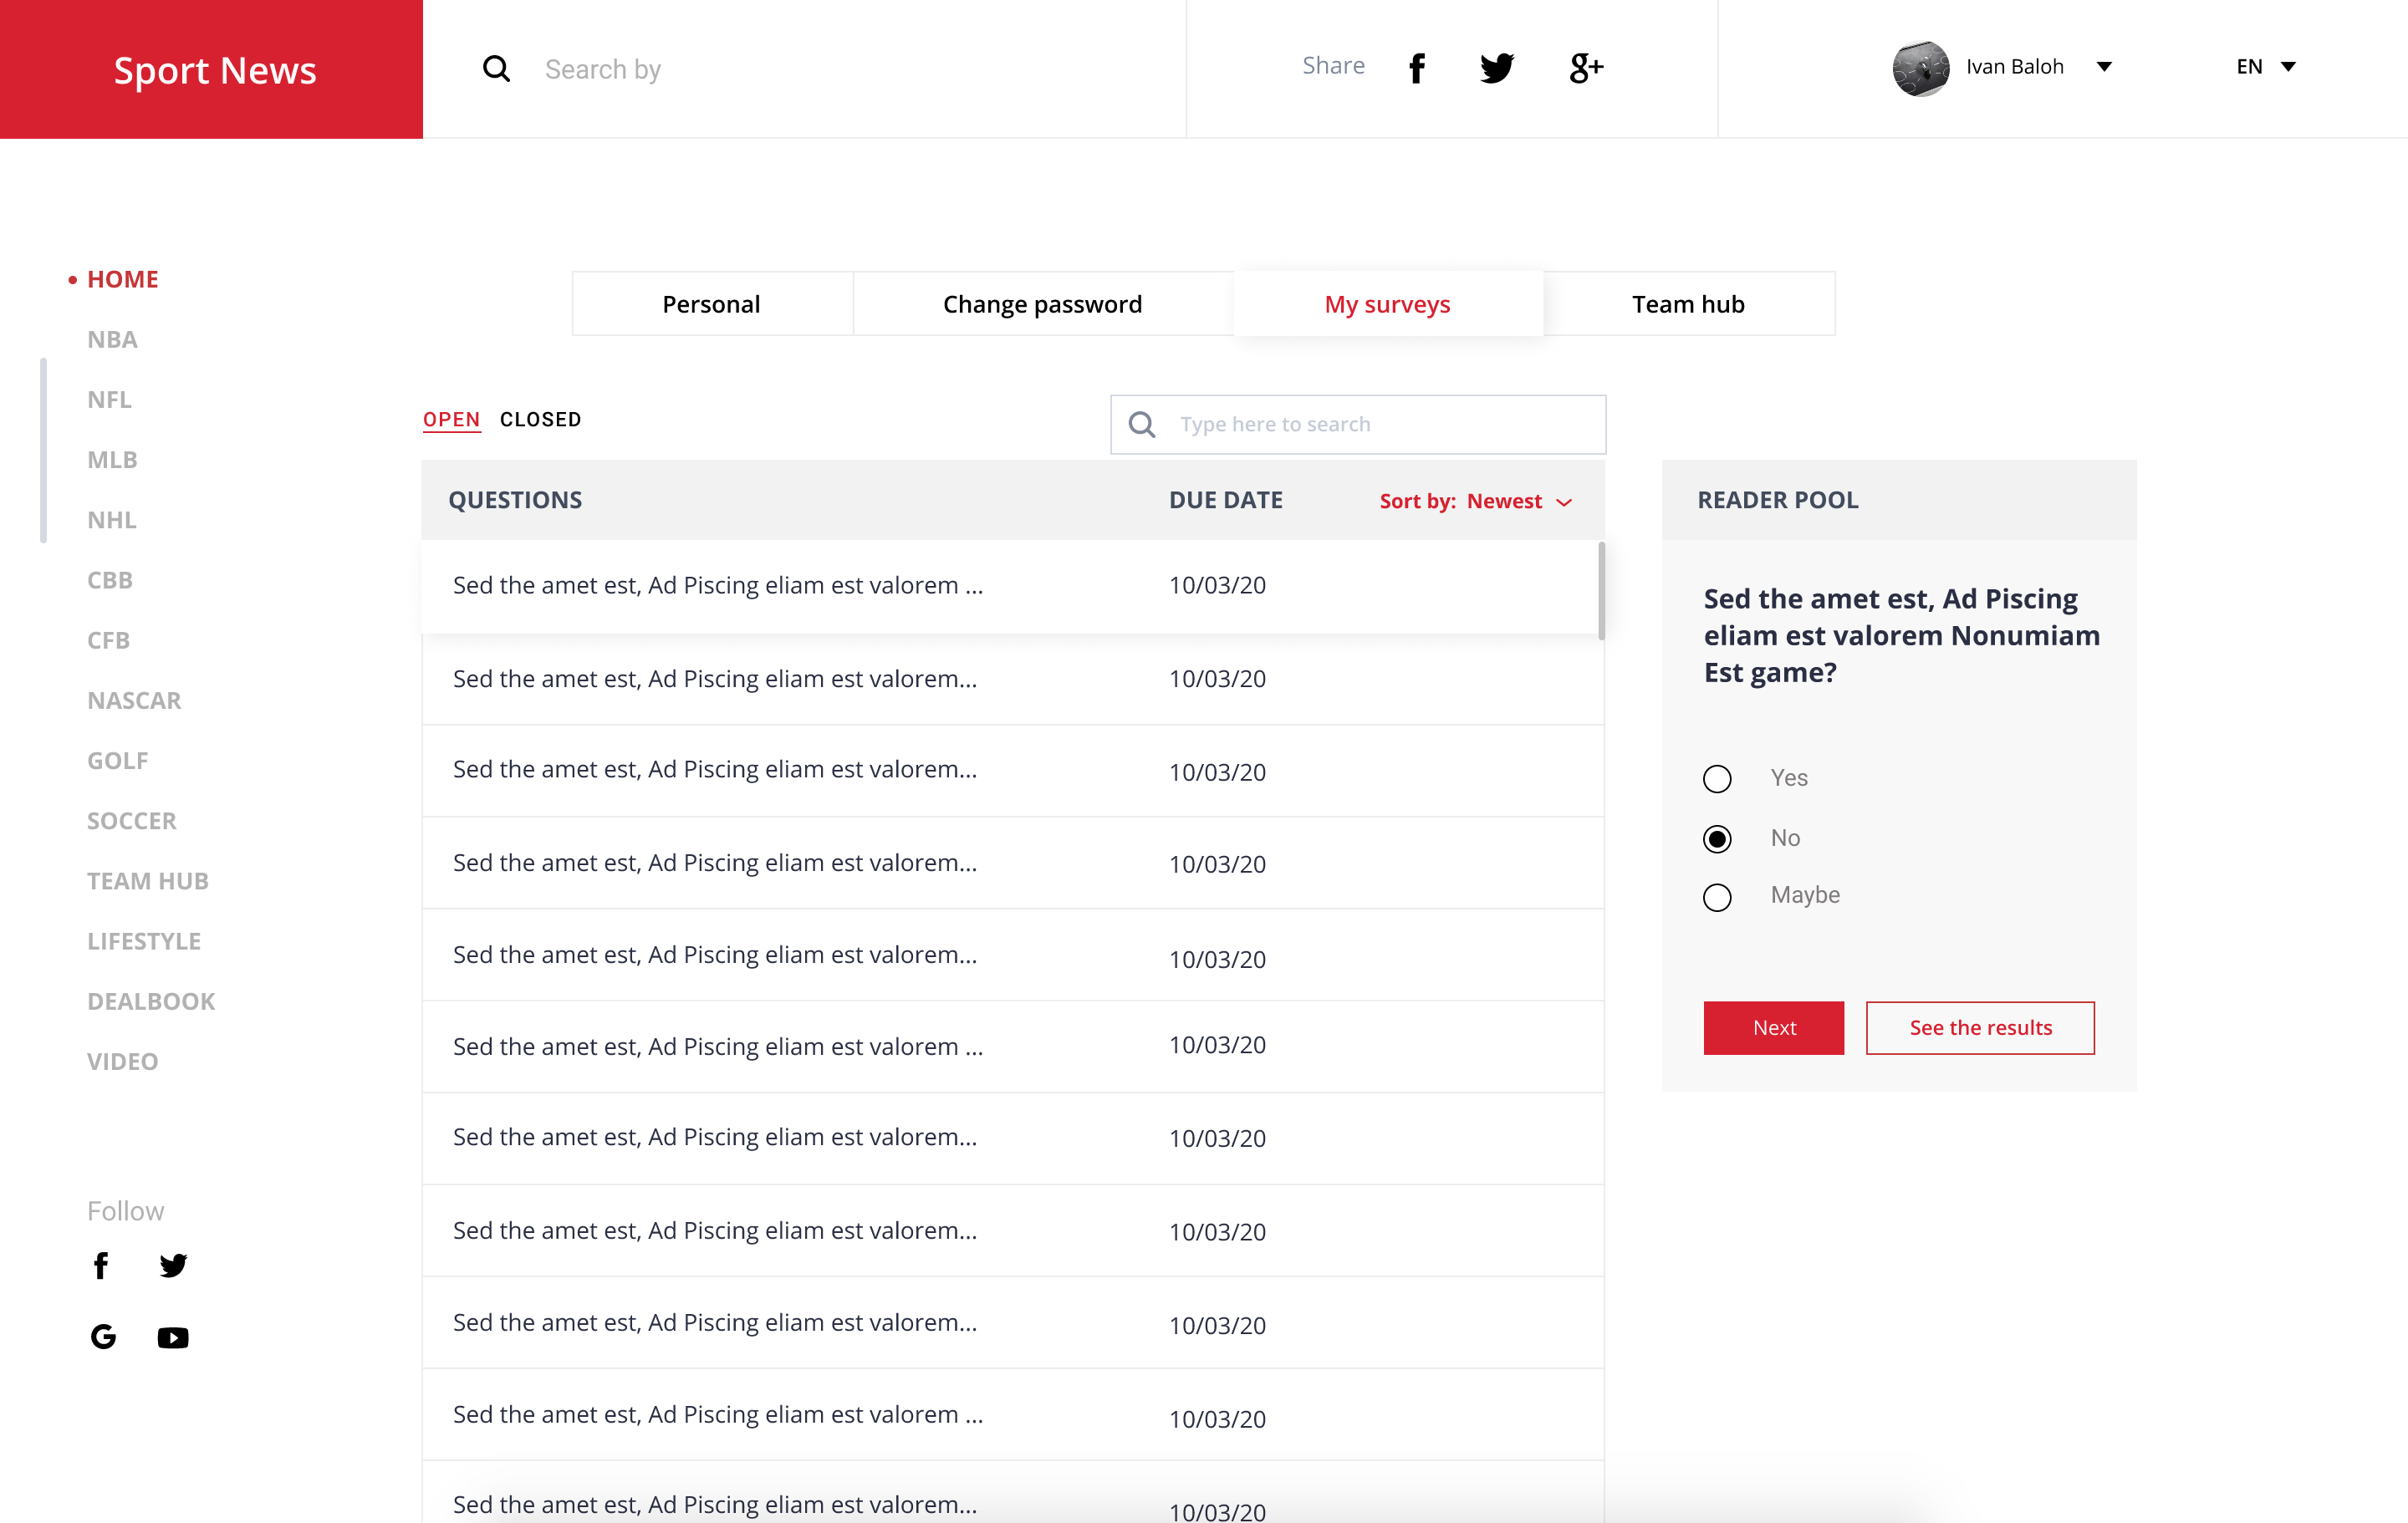 Sport News
Search by
Share
Ivan Baloh
EN
HOME
NBA
NFL
MLB
NHL
CBB
CFB
NASCAR
GOLF
SOCCER
TEAM HUB
LIFESTYLE
DEALBOOK
VIDEO
Follow
Personal
Change password
My surveys
Team hub
OPEN CLOSED
Type here to search
QUESTIONS DUE DATE Sort by: Newest
Sed the amet est, Ad Piscing eliam est valorem ... 10/03/20
Sed the amet est, Ad Piscing eliam est valorem... 10/03/20
Sed the amet est, Ad Piscing eliam est valorem... 10/03/20
Sed the amet est, Ad Piscing eliam est valorem... 10/03/20
Sed the amet est, Ad Piscing eliam est valorem... 10/03/20
Sed the amet est, Ad Piscing eliam est valorem ... 10/03/20
Sed the amet est, Ad Piscing eliam est valorem... 10/03/20
Sed the amet est, Ad Piscing eliam est valorem... 10/03/20
Sed the amet est, Ad Piscing eliam est valorem... 10/03/20
Sed the amet est, Ad Piscing eliam est valorem ... 10/03/20
Sed the amet est, Ad Piscing eliam est valorem... 10/03/20
READER POOL
Sed the amet est, Ad Piscing
eliam est valorem Nonumiam
Est game?
Yes
No
Maybe
Next
See the results